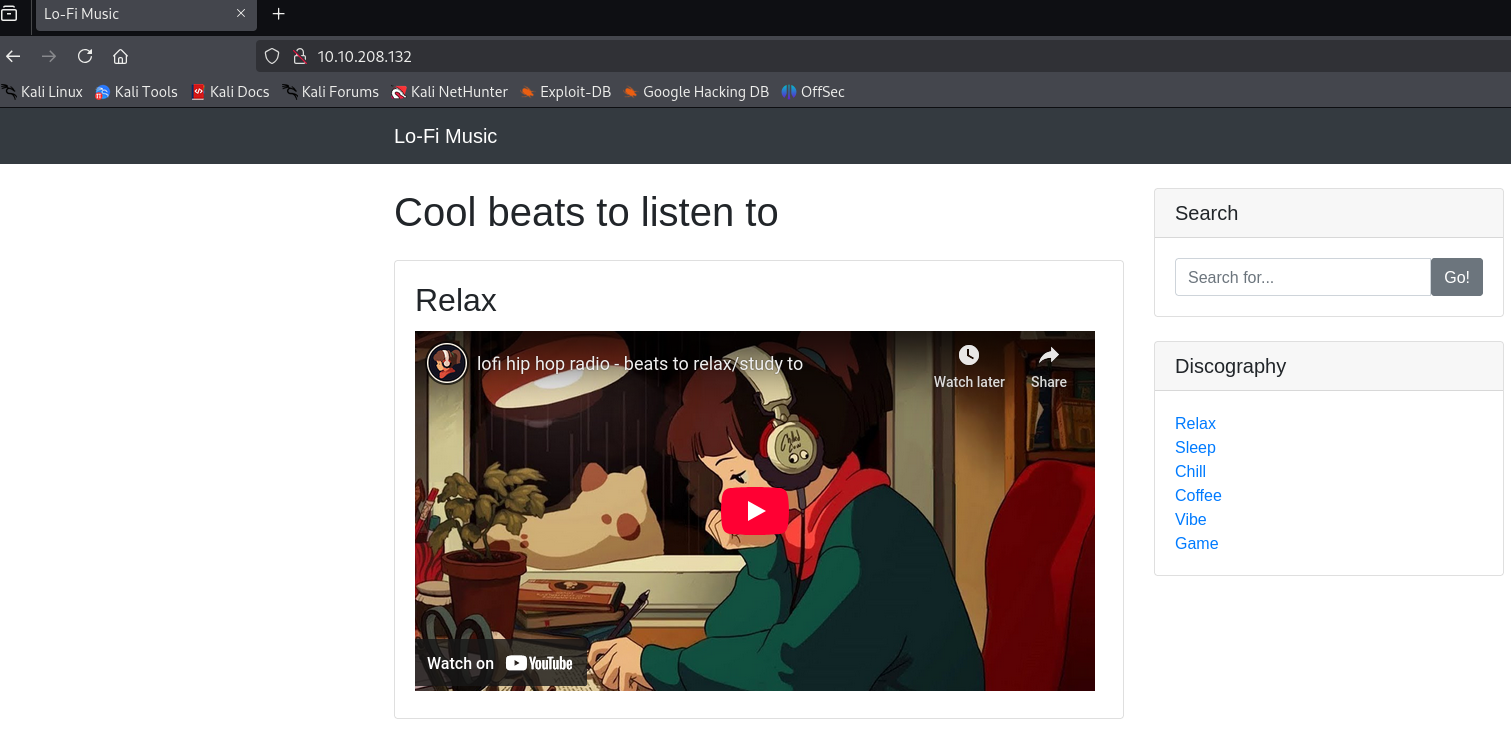 Lo-Fi Music
10.10.208.132
Kali Linux Kali Tools Kali Docs Kali Forums Kali NetHunter Exploit-DB Google Hacking DB OffSec
Lo-Fi Music
Cool beats to listen to
Relax
lofi hip hop radio - beats to relax/study to
Watch later
Share
Watch on YouTube
Search
Search for...
Go!
Discography
Relax
Sleep
Chill
Coffee
Vibe
Game